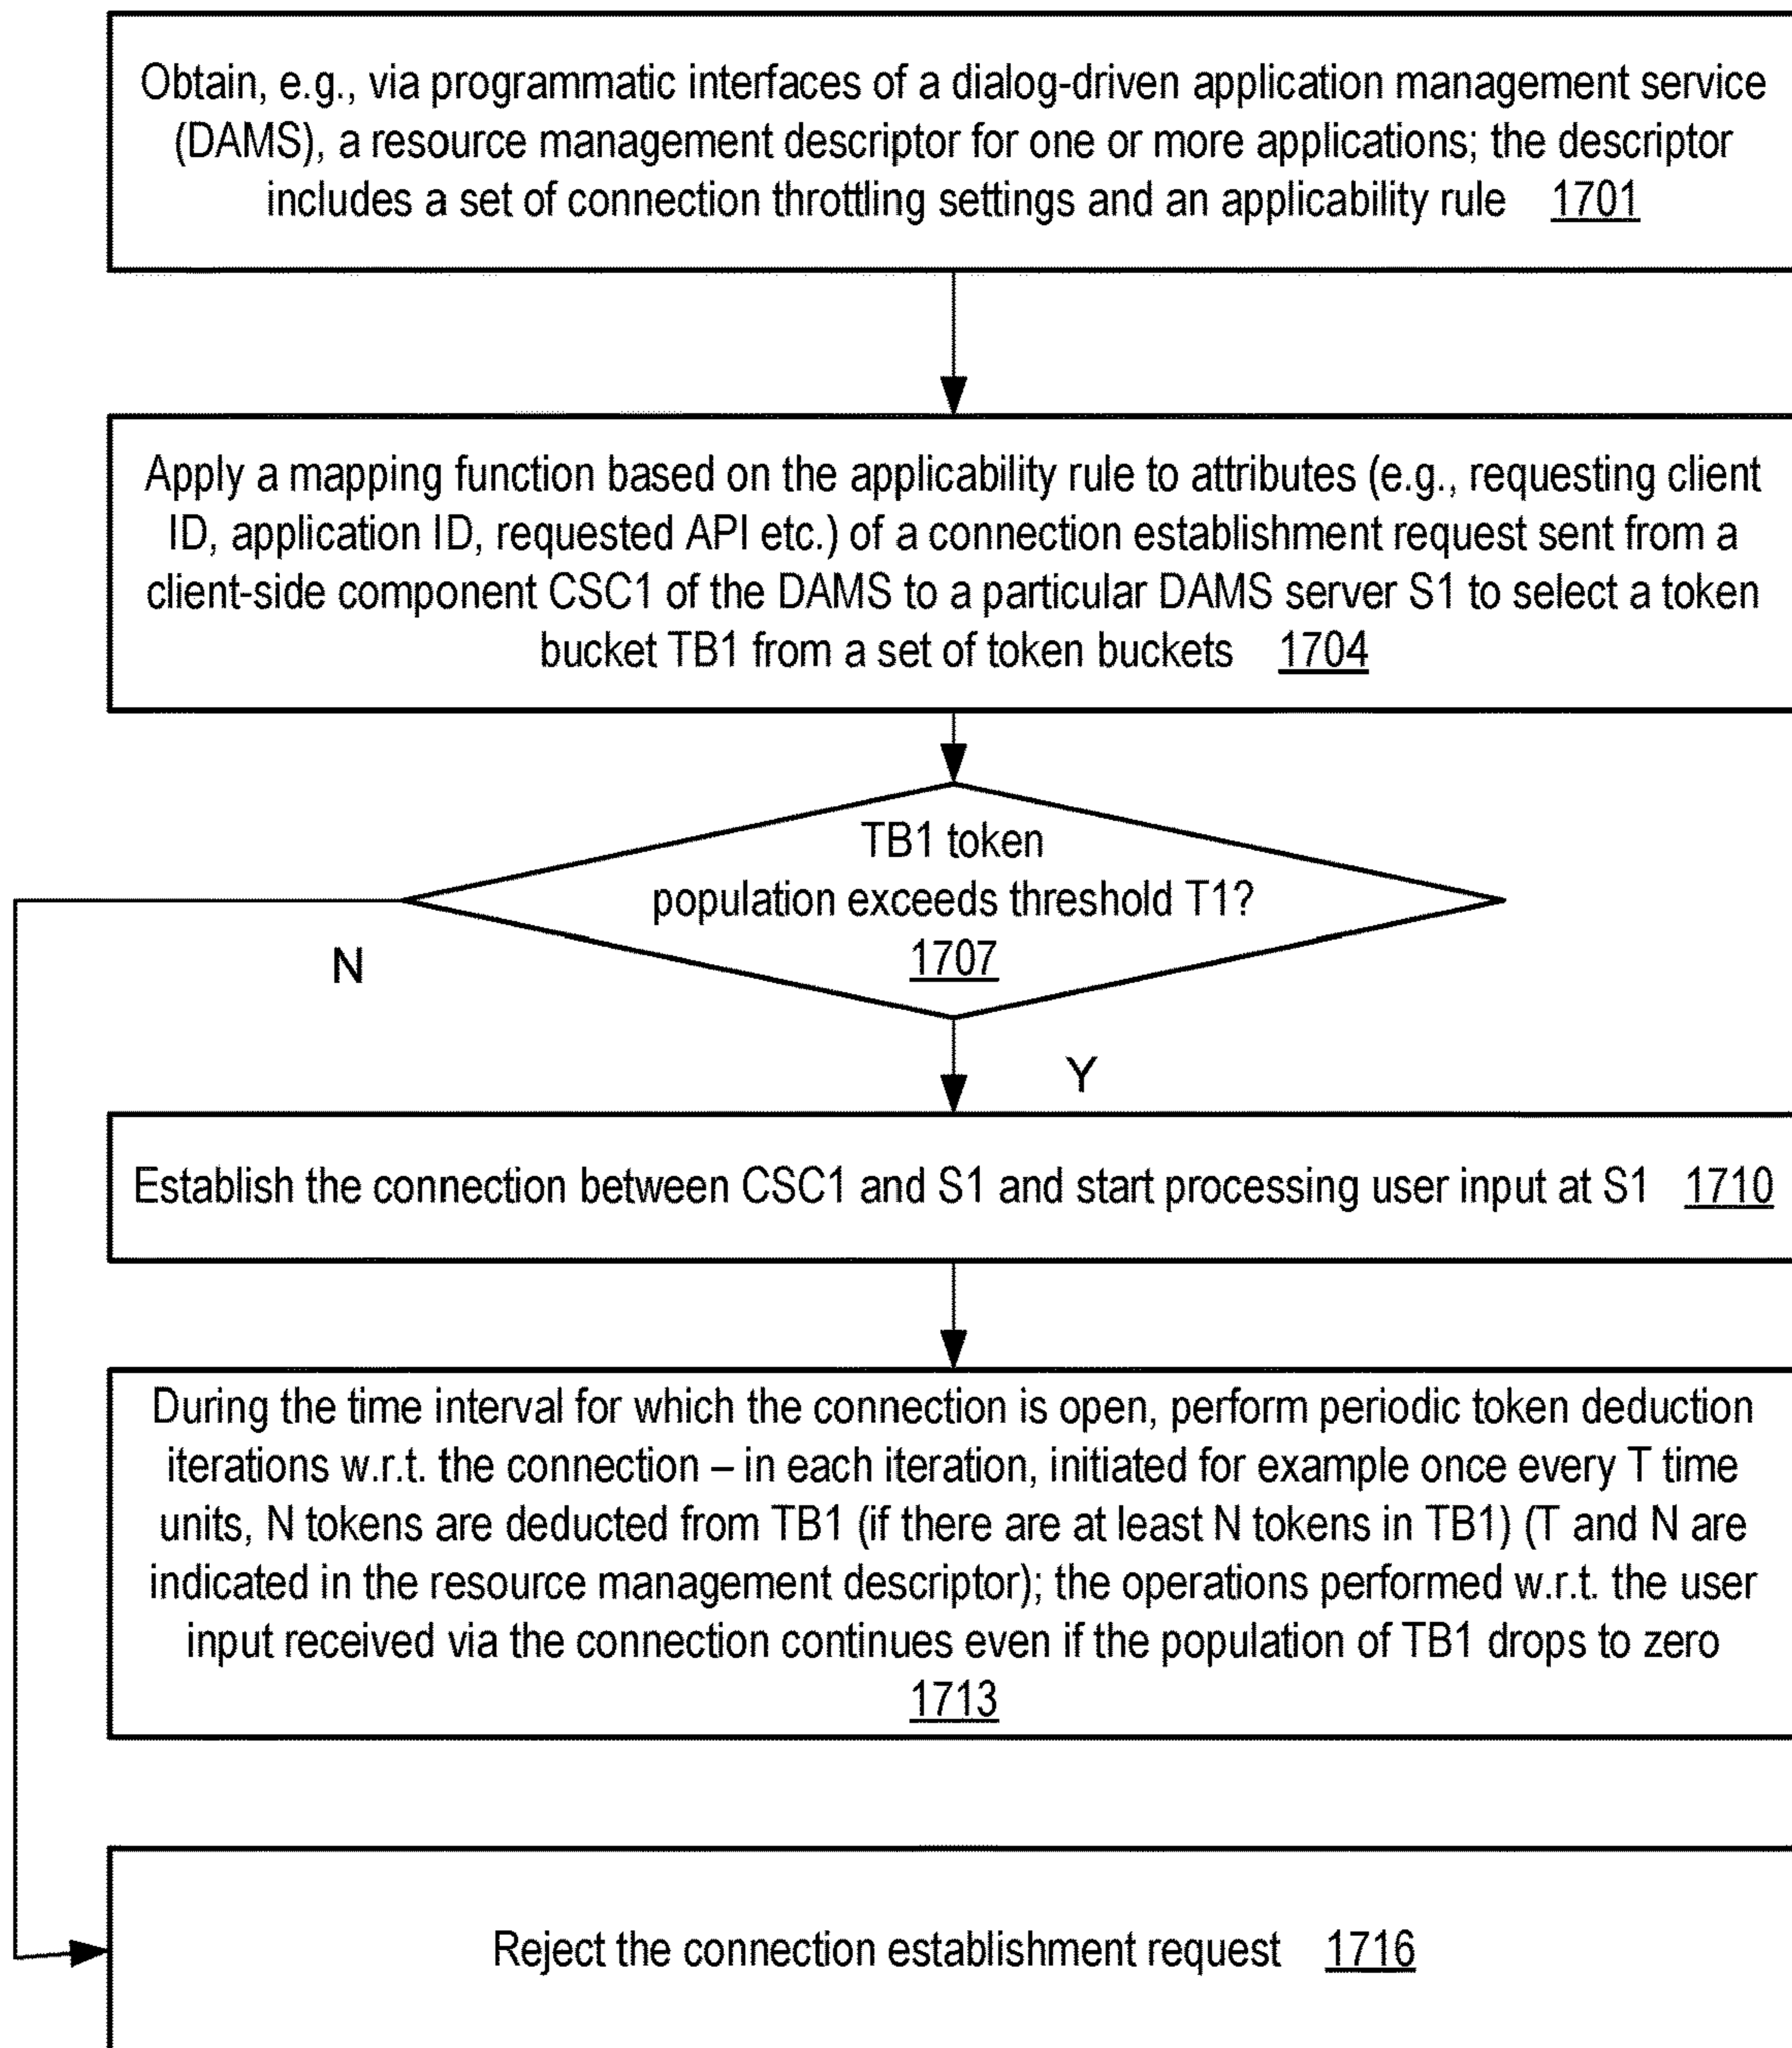 Obtain, e.g., via programmatic interfaces of a dialog-driven application management service
(DAMS), a resource management descriptor for one or more applications; the descriptor
includes a set of connection throttling settings and an applicability rule 1701
Apply a mapping function based on the applicability rule to attributes (e.g., requesting client
ID, application ID, requested API etc.) of a connection establishment request sent from a
client-side component CSC1 of the DAMS to a particular DAMS server S1 to select a token
bucket TB1 from a set of token buckets 1704
TB1 token
population exceeds threshold T1?
1707
N
Y
Establish the connection between CSC1 and S1 and start processing user input at S1 1710
During the time interval for which the connection is open, perform periodic token deduction
iterations w.r.t. the connection – in each iteration, initiated for example once every T time
units, N tokens are deducted from TB1 (if there are at least N tokens in TB1) (T and N are
indicated in the resource management descriptor); the operations performed w.r.t. the user
input received via the connection continues even if the population of TB1 drops to zero
1713
Reject the connection establishment request 1716